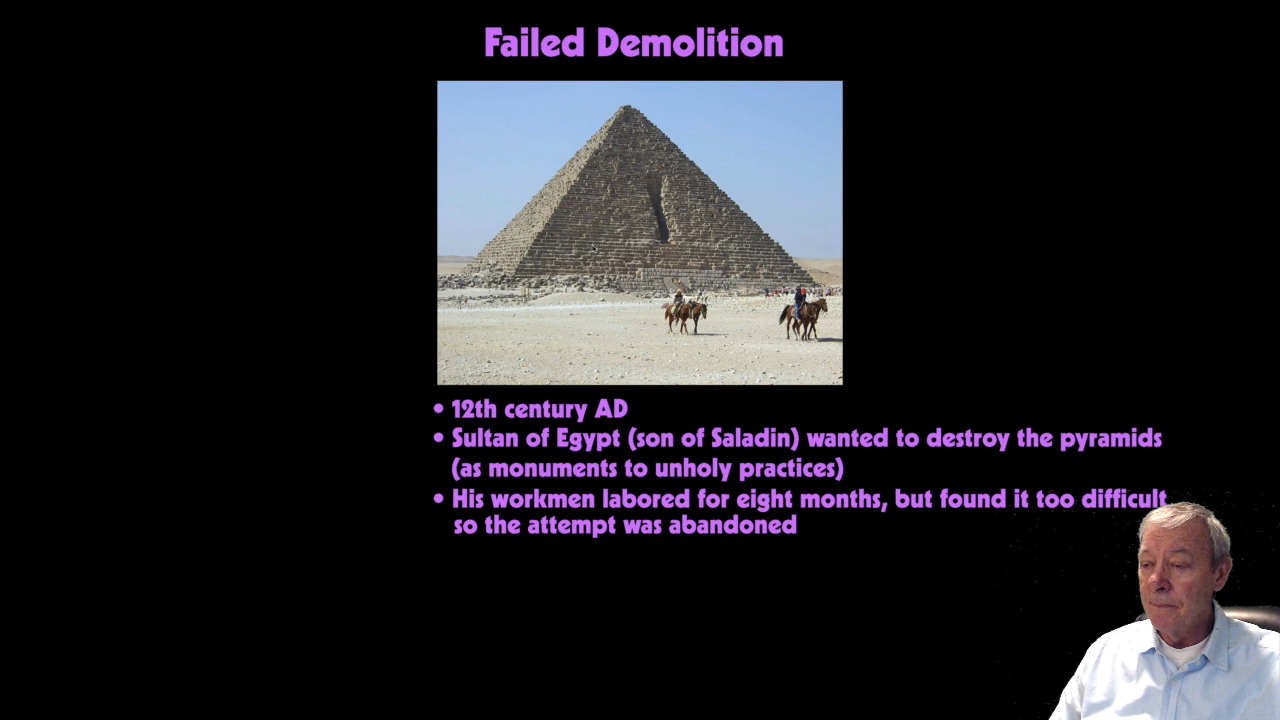 Failed Demolition
• 12th century AD
• Sultan of Egypt (son of Saladin) wanted to destroy the pyramids
(as monuments to unholy practices)
• His workmen labored for eight months, but found it too difficult
so the attempt was abandoned